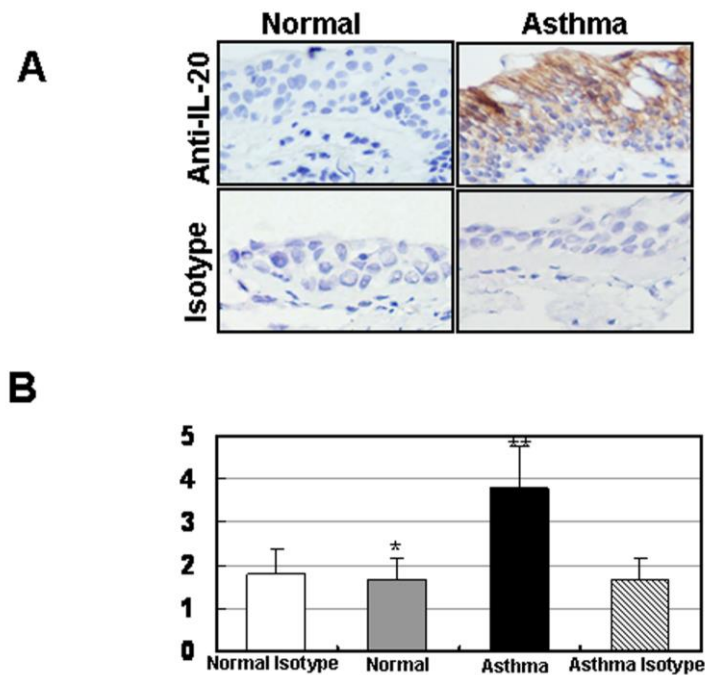 Normal Asthma
A
Anti-IL-20
Isotype
B
5
4
3
2
1
0
*
**
Normal Isotype Normal Asthma Asthma Isotype